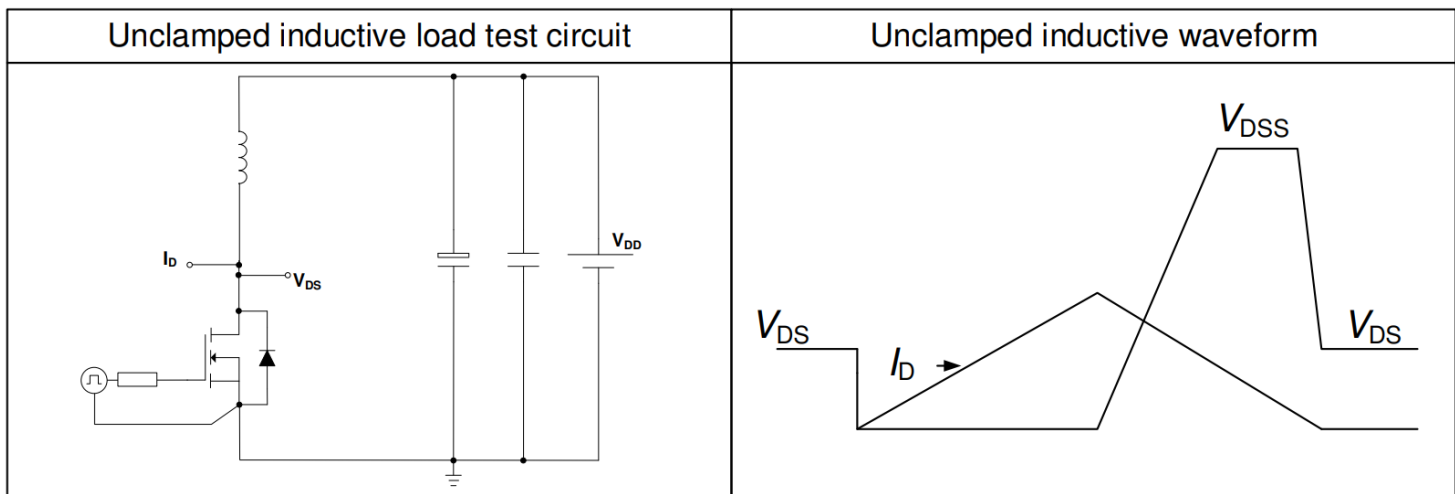 Unclamped inductive load test circuit
Unclamped inductive waveform
VDD
ID
VDS
VDSS
VDS
VDS
ID